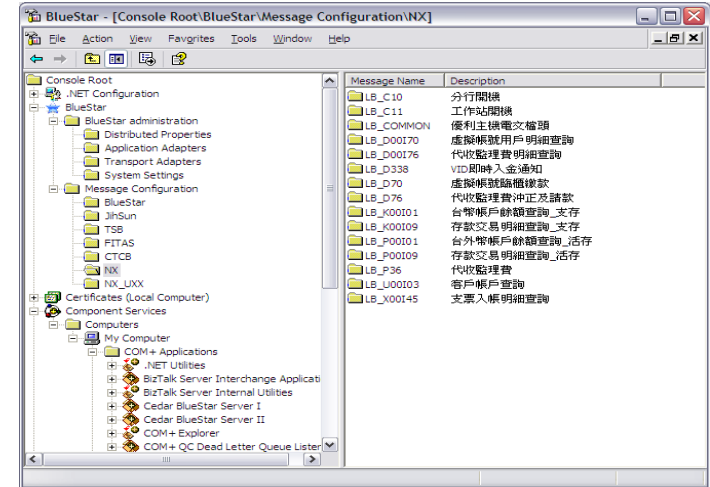 BlueStar - [Console Root\BlueStar\Message Configuration\NX]
File Action View Favorites Tools Window Help
Console Root
.NET Configuration
BlueStar
BlueStar administration
Distributed Properties
Application Adapters
Transport Adapters
System Settings
Message Configuration
BlueStar
JihSun
TSB
FITAS
CTCB
NX
NX_UXX
Certificates (Local Computer)
Component Services
Computers
My Computer
COM+ Applications
.NET Utilities
BizTalk Server Interchange Applicati
BizTalk Server Internal Utilities
Cedar BlueStar Server I
Cedar BlueStar Server II
COM+ Explorer
COM+ QC Dead Letter Queue Lister
Message Name Description
LB_C10 分行開機
LB_C11 工作站開機
LB_COMMON 優利主機電文檔頭
LB_D00I70 虛擬帳號用戶明細查詢
LB_D00I76 代收監理費明細查詢
LB_D338 VID即時入金通知
LB_D70 虛擬帳號臨櫃繳款
LB_D76 代收監理費沖正及請款
LB_K00I01 台幣帳戶餘額查詢_支存
LB_K00I09 存款交易明細查詢_支存
LB_P00I01 台外幣帳戶餘額查詢_活存
LB_P00I09 存款交易明細查詢_活存
LB_P36 代收監理費
LB_U00I03 客戶帳戶查詢
LB_X00I45 支票入帳明細查詢